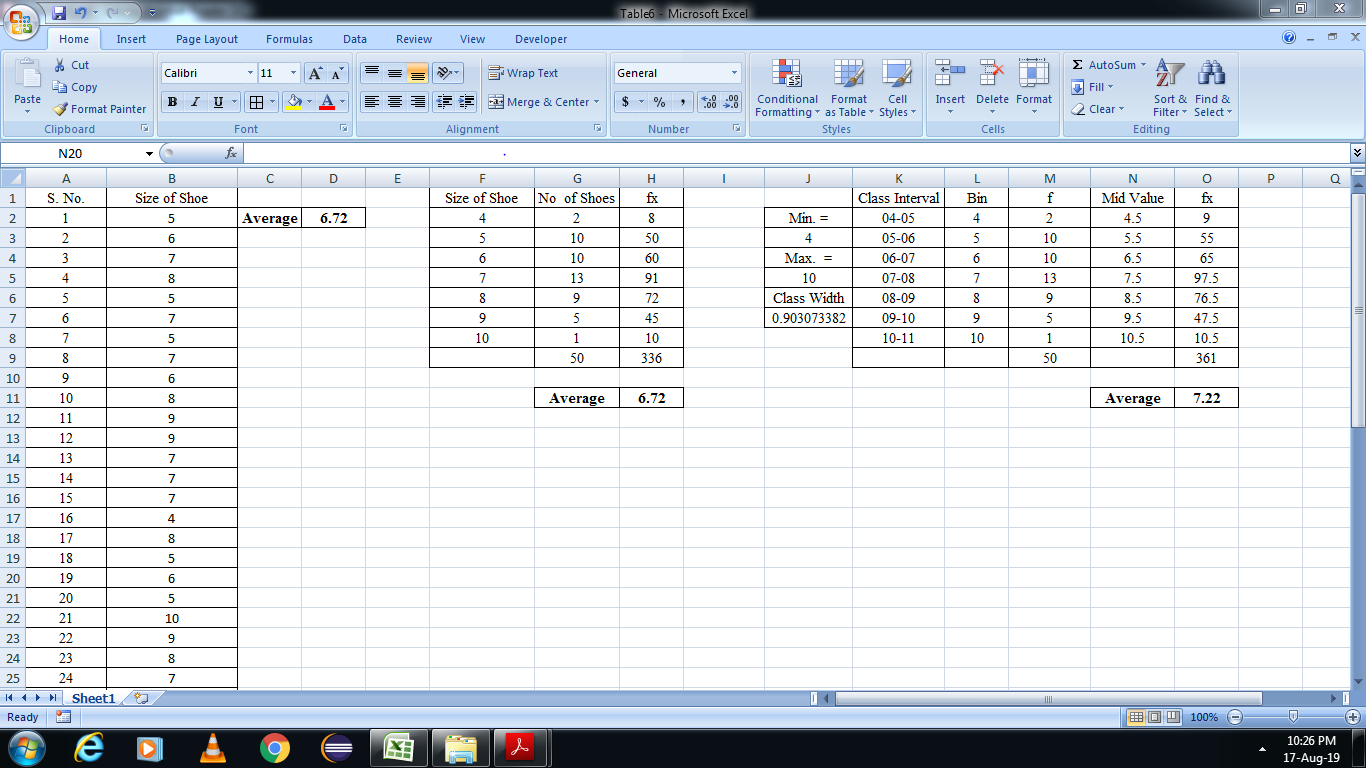 Table6 - Microsoft Excel
Home Insert Page Layout Formulas Data Review View Developer
Paste
Cut
Copy
Format Painter
Clipboard
Calibri 11
B I U
Font
Wrap Text
Merge & Center
Alignment
General
$ % ,
Number
Conditional Formatting
Format as Table
Cell Styles
Styles
Insert Delete Format
Cells
AutoSum
Fill
Clear
Sort & Filter
Find & Select
Editing
N20 fx
A B C D E F G H I J K L M N O P Q
1 S. No. Size of Shoe Size of Shoe No of Shoes fx Class Interval Bin f Mid Value fx
2 1 5 Average 6.72 4 2 8 Min. = 04-05 4 2 4.5 9
3 2 6 5 10 50 4 05-06 5 10 5.5 55
4 3 7 6 10 60 Max. = 06-07 6 10 6.5 65
5 4 8 7 13 91 10 07-08 7 13 7.5 97.5
6 5 5 8 9 72 Class Width 08-09 8 9 8.5 76.5
7 6 7 9 5 45 0.903073382 09-10 9 5 9.5 47.5
8 7 5 10 1 10 10-11 10 1 10.5 10.5
9 8 7 50 336 50 361
10 9 6
11 10 8 Average 6.72 Average 7.22
12 11 9
13 12 9
14 13 7
15 14 7
16 15 7
17 16 4
18 17 8
19 18 5
20 19 6
21 20 5
22 21 10
23 22 9
24 23 8
25 24 7
Sheet1
Ready 100%
10:26 PM
17-Aug-19